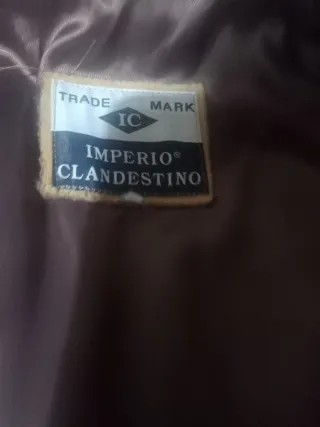 TRADE MARK
IC
IMPERIO®
CLANDESTINO